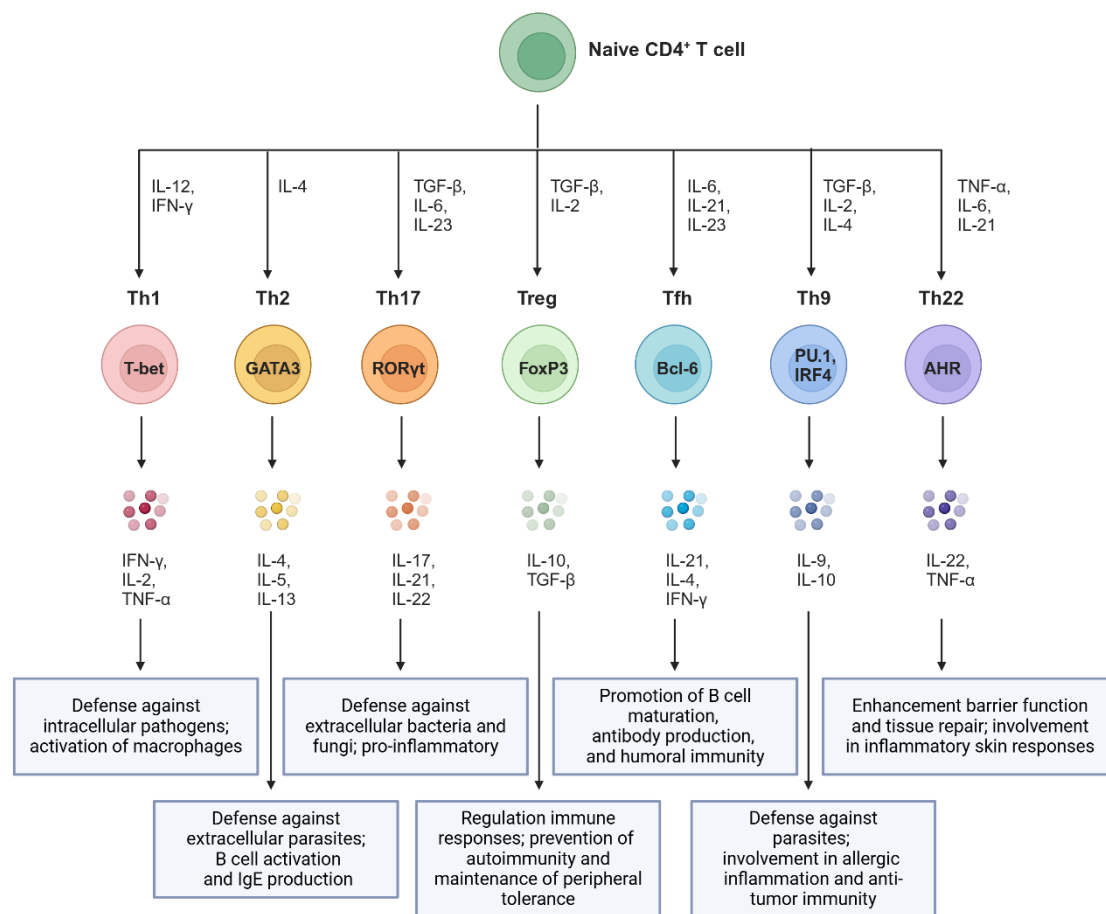 Naive CD4⁺ T cell
IL-12,
IFN-γ
IL-4
TGF-β,
IL-6,
IL-23
TGF-β,
IL-2
IL-6,
IL-21,
IL-23
TGF-β,
IL-2,
IL-4
TNF-α,
IL-6,
IL-21
Th1
Th2
Th17
Treg
Tfh
Th9
Th22
T-bet
GATA3
RORγt
FoxP3
Bcl-6
PU.1,
IRF4
AHR
IFN-γ,
IL-2,
TNF-α
IL-4,
IL-5,
IL-13
IL-17,
IL-21,
IL-22
IL-10,
TGF-β
IL-21,
IL-4,
IFN-γ
IL-9,
IL-10
IL-22,
TNF-α
Defense against
intracellular pathogens;
activation of macrophages
Defense against
extracellular bacteria and
fungi; pro-inflammatory
Promotion of B cell
maturation,
antibody production,
and humoral immunity
Enhancement barrier function
and tissue repair; involvement
in inflammatory skin responses
Defense against
extracellular parasites;
B cell activation
and IgE production
Regulation immune
responses; prevention of
autoimmunity and
maintenance of peripheral
tolerance
Defense against
parasites;
involvement in allergic
inflammation and anti-
tumor immunity